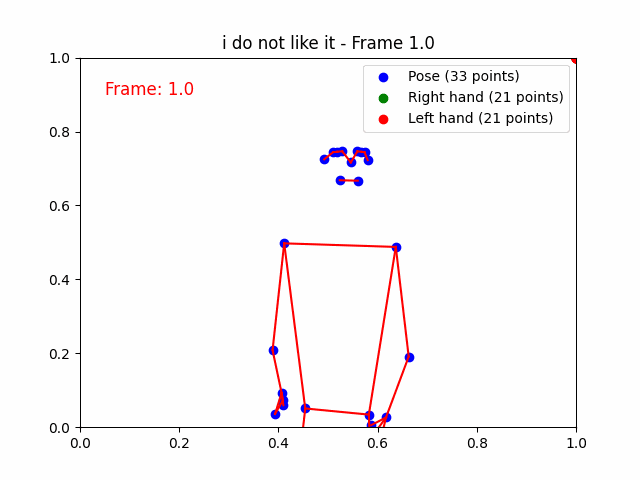 i do not like it - Frame 1.0
Frame: 1.0
Pose (33 points)
Right hand (21 points)
Left hand (21 points)
1.0
0.8
0.6
0.4
0.2
0.0
0.0 0.2 0.4 0.6 0.8 1.0